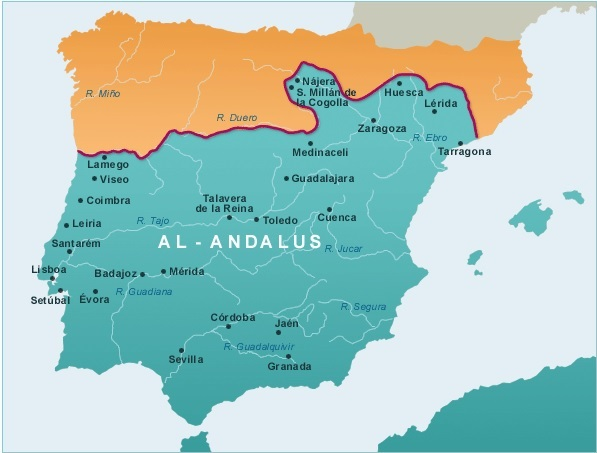 R. Miño
Nájera
S. Millán de
la Cogolla
Huesca
Lérida
R. Duero
Zaragoza
R. Ebro
Tarragona
Medinaceli
Lamego
Viseo
Guadalajara
Coimbra
Talavera
de la Reina
Toledo
Cuenca
Leiria
R. Tajo
Santarém
AL - ANDALUS
R. Jucar
Lisboa
Badajoz
Mérida
Setúbal
Évora
R. Guadiana
R. Segura
Córdoba
Jaén
R. Guadalquivir
Sevilla
Granada